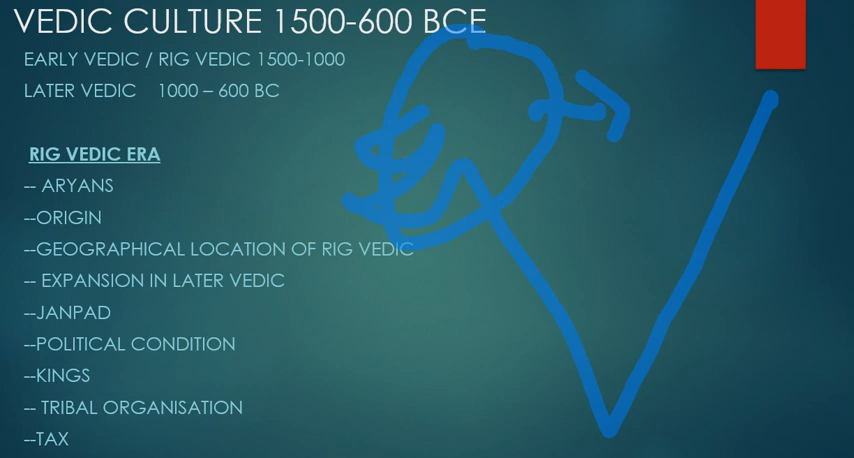 VEDIC CULTURE 1500-600 BCE
EARLY VEDIC / RIG VEDIC 1500-1000
LATER VEDIC 1000 – 600 BC
RIG VEDIC ERA
-- ARYANS
--ORIGIN
--GEOGRAPHICAL LOCATION OF RIG VEDIC
-- EXPANSION IN LATER VEDIC
--JANPAD
--POLITICAL CONDITION
--KINGS
-- TRIBAL ORGANISATION
--TAX